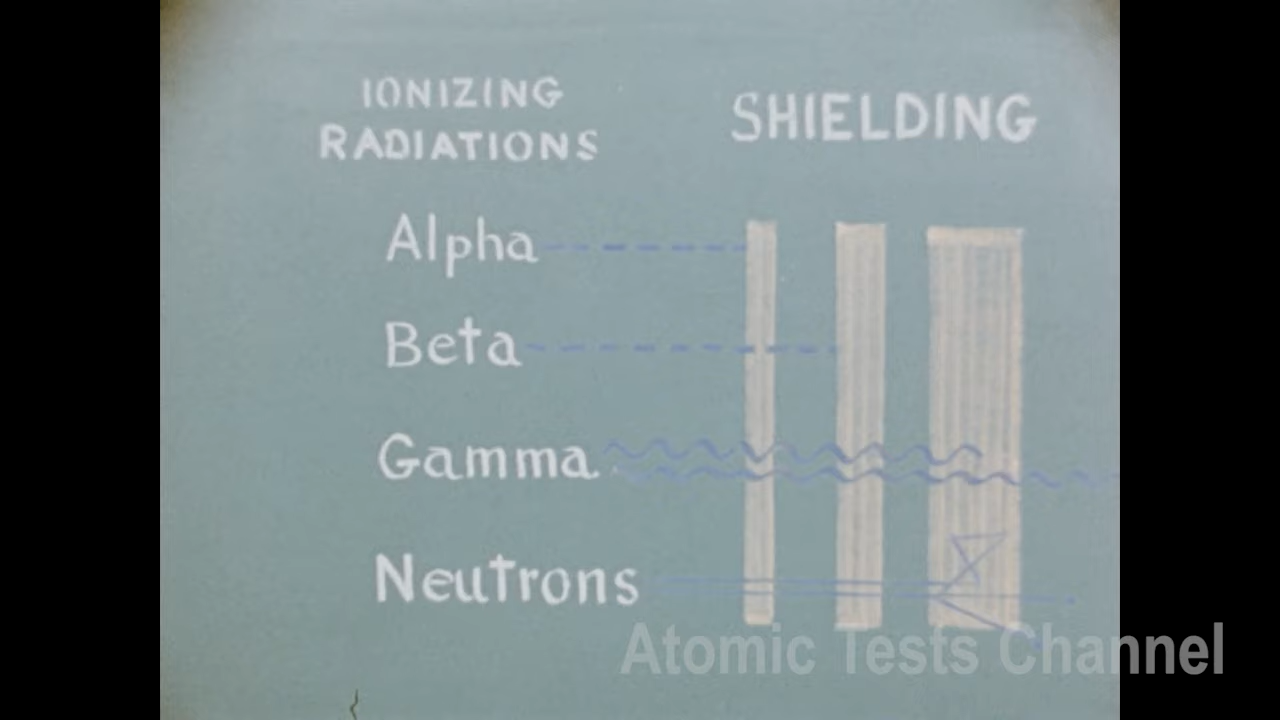 IONIZING
RADIATIONS
SHIELDING
Alpha
Beta
Gamma
Neutrons
Atomic Tests Channel